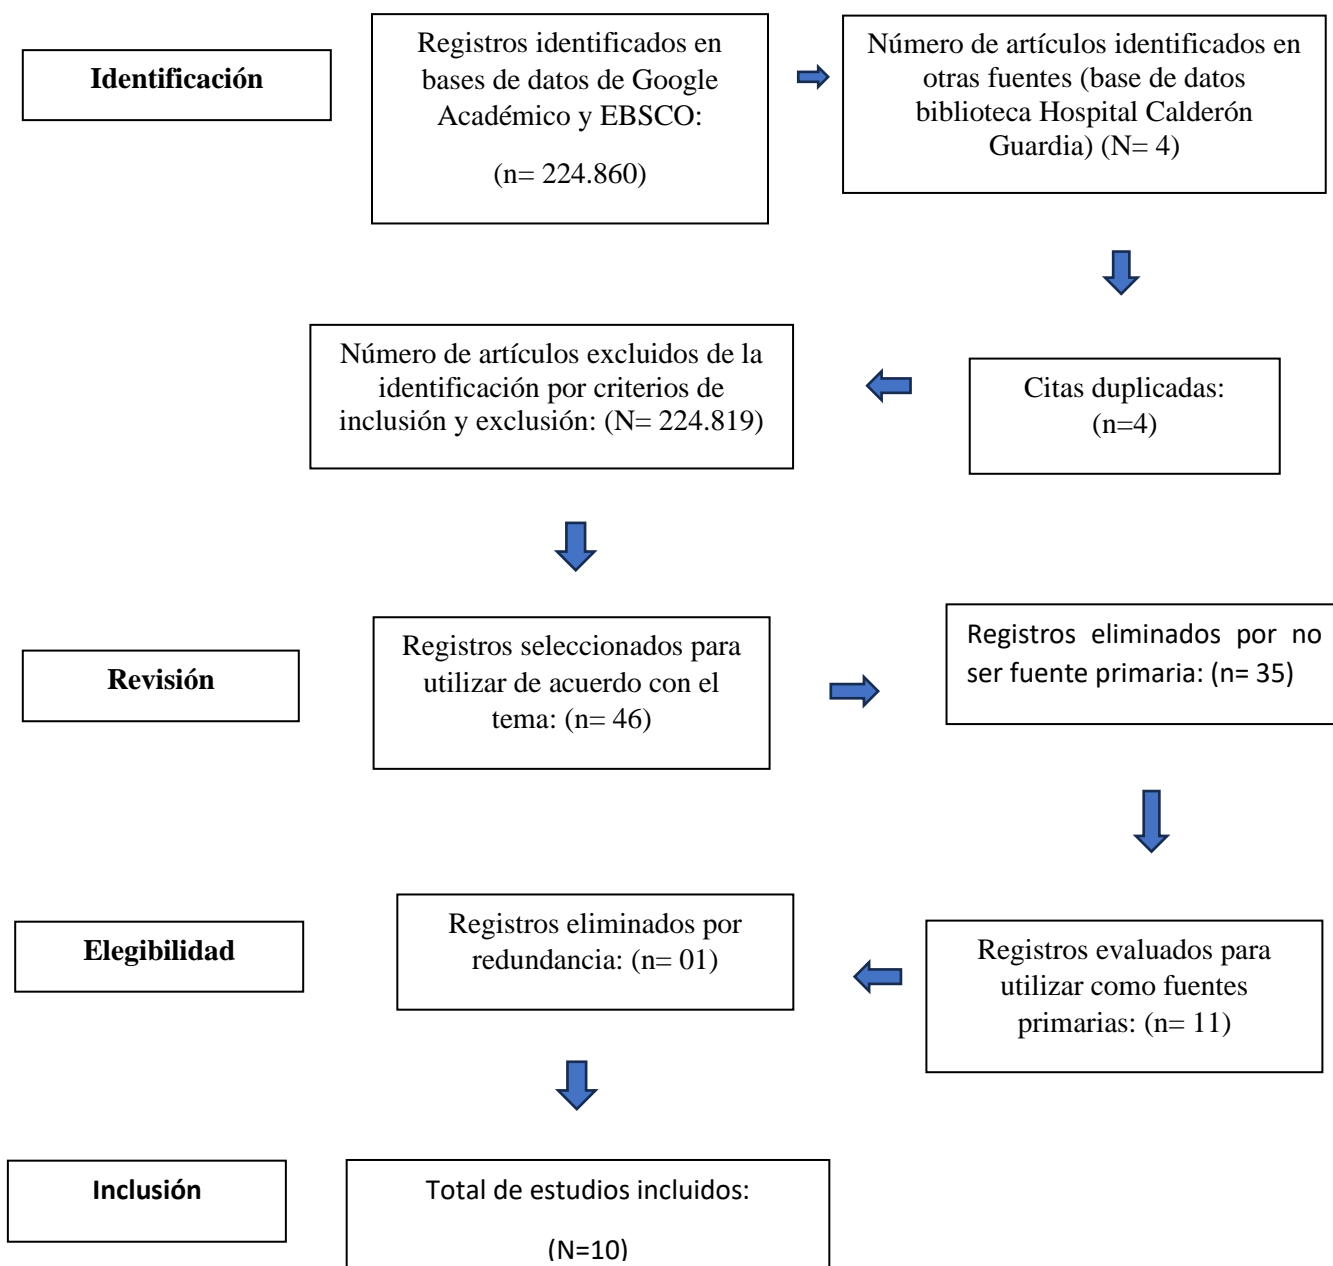 Identificación
Registros identificados en
bases de datos de Google
Académico y EBSCO:
(n= 224.860)
Número de artículos identificados en
otras fuentes (base de datos
biblioteca Hospital Calderón
Guardia) (N= 4)
Número de artículos excluidos de la
identificación por criterios de
inclusión y exclusión: (N= 224.819)
Citas duplicadas:
(n=4)
Revisión
Registros seleccionados para
utilizar de acuerdo con el
tema: (n= 46)
Registros eliminados por no
ser fuente primaria: (n= 35)
Elegibilidad
Registros eliminados por
redundancia: (n= 01)
Registros evaluados para
utilizar como fuentes
primarias: (n= 11)
Inclusión
Total de estudios incluidos:
(N=10)